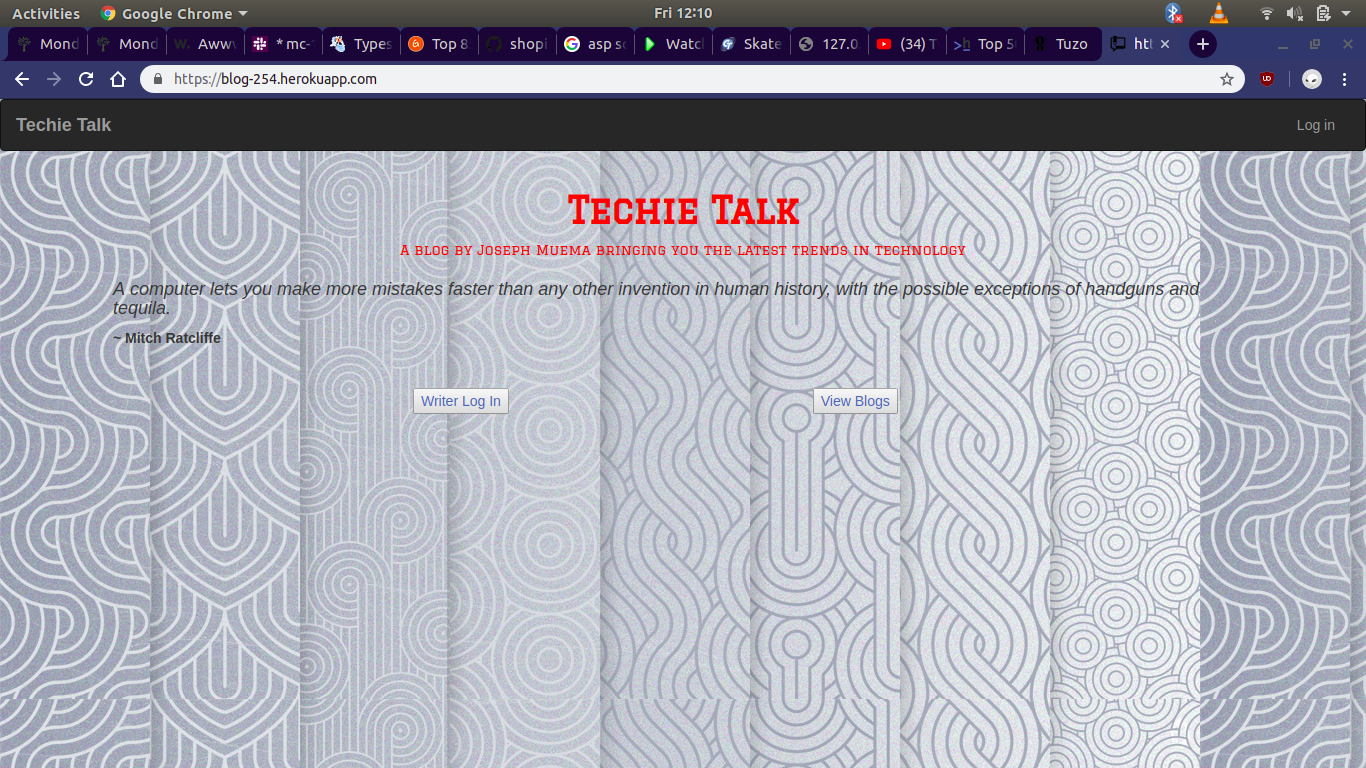 Activities Google Chrome Fri 12:10
Mond Mond Aww * mc- Types Top 8 shopi asp so Watcl Skate 127.0. (34) T Top 5 Tuzo htt
https://blog-254.herokuapp.com
Techie Talk Log in
Techie Talk
A blog by Joseph Muema bringing you the latest trends in technology
A computer lets you make more mistakes faster than any other invention in human history, with the possible exceptions of handguns and
tequila.
~ Mitch Ratcliffe
Writer Log In View Blogs